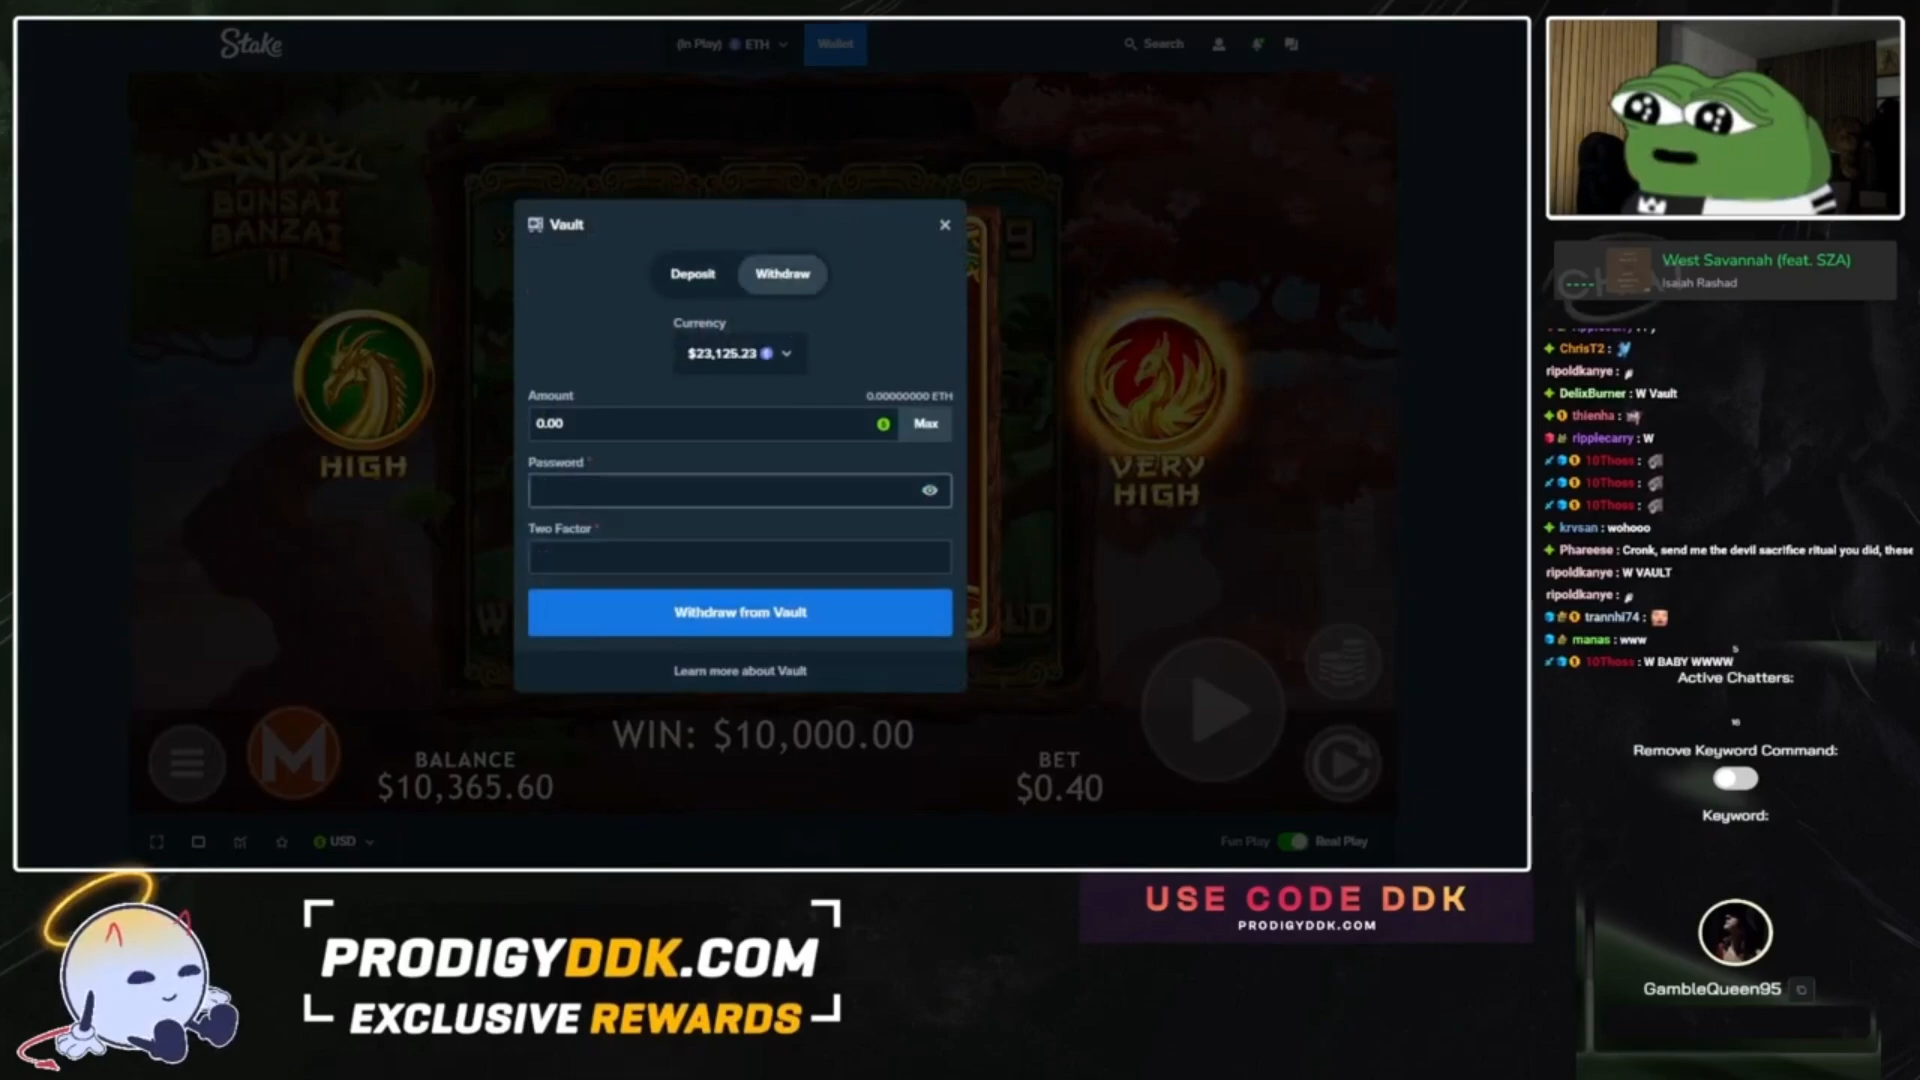 Stake
(In Play) ETH
Wallet
Search
BONSAI
BANZAI
II
HIGH
VERY
HIGH
Vault
Deposit
Withdraw
Currency
$23,125.23
Amount
0.00000000 ETH
0.00
Max
Password *
Two Factor *
Withdraw from Vault
Learn more about Vault
WIN: $10,000.00
BALANCE
$10,365.60
BET
$0.40
USD
Fun Play
Real Play
West Savannah (feat. SZA)
Isaiah Rashad
ChrisT2 :
ripoldkanye :
DelixBurner : W Vault
thienha :
ripplecarry : W
10Thoss :
10Thoss :
10Thoss :
krvsan : wohooo
Phareese : Cronk, send me the devil sacrifice ritual you did, these
ripoldkanye : W VAULT
ripoldkanye :
trannhi74 :
manas : www
10Thoss : W BABY WWWW
5
Active Chatters:
Remove Keyword Command:
Keyword:
GambleQueen95
USE CODE DDK
PRODIGYDDK.COM
PRODIGYDDK.COM
EXCLUSIVE REWARDS